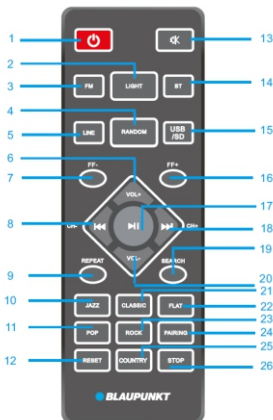 1
13
2
3
FM
LIGHT
BT
14
4
5
LINE
RANDOM
USB
/SD
15
6
FF-
FF+
7
16
VOL+
17
8
CH-
CH+
18
19
VOL-
REPEAT
SEARCH
9
20
21
10
JAZZ
CLASSIC
FLAT
22
23
11
POP
ROCK
PAIRING
24
25
12
RESET
COUNTRY
STOP
26
BLAUPUNKT